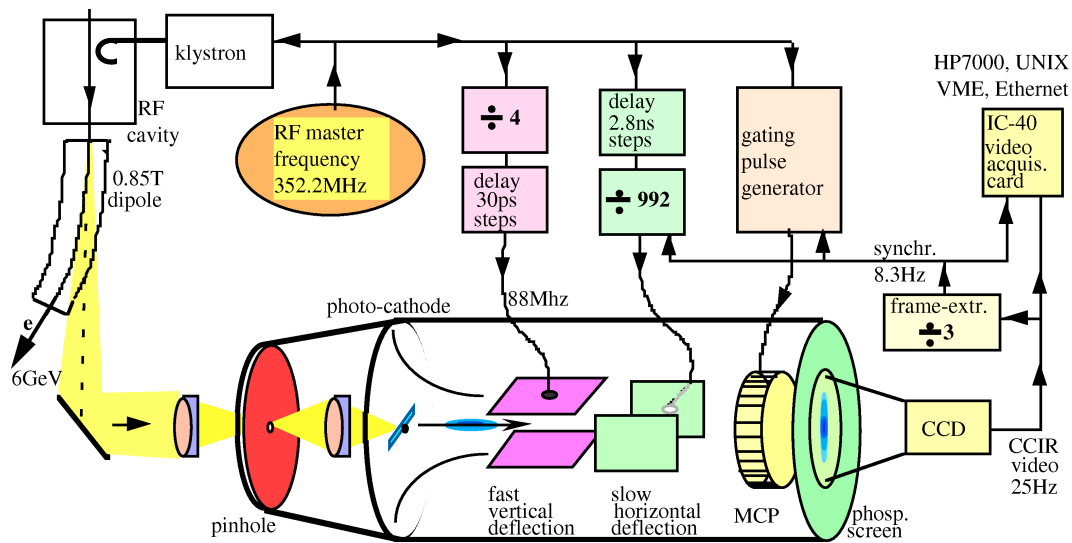 klystron
RF
cavity
RF master
frequency
352.2MHz
÷ 4
delay
30ps
steps
delay
2.8ns
steps
÷ 992
gating
pulse
generator
HP7000, UNIX
VME, Ethernet
IC-40
video
acquis.
card
0.85T
dipole
synchr.
8.3Hz
frame-extr.
÷3
88Mhz
photo-cathode
e
6GeV
CCD
CCIR
video
25Hz
pinhole
fast
vertical
deflection
slow
horizontal
deflection
MCP
phosp.
screen